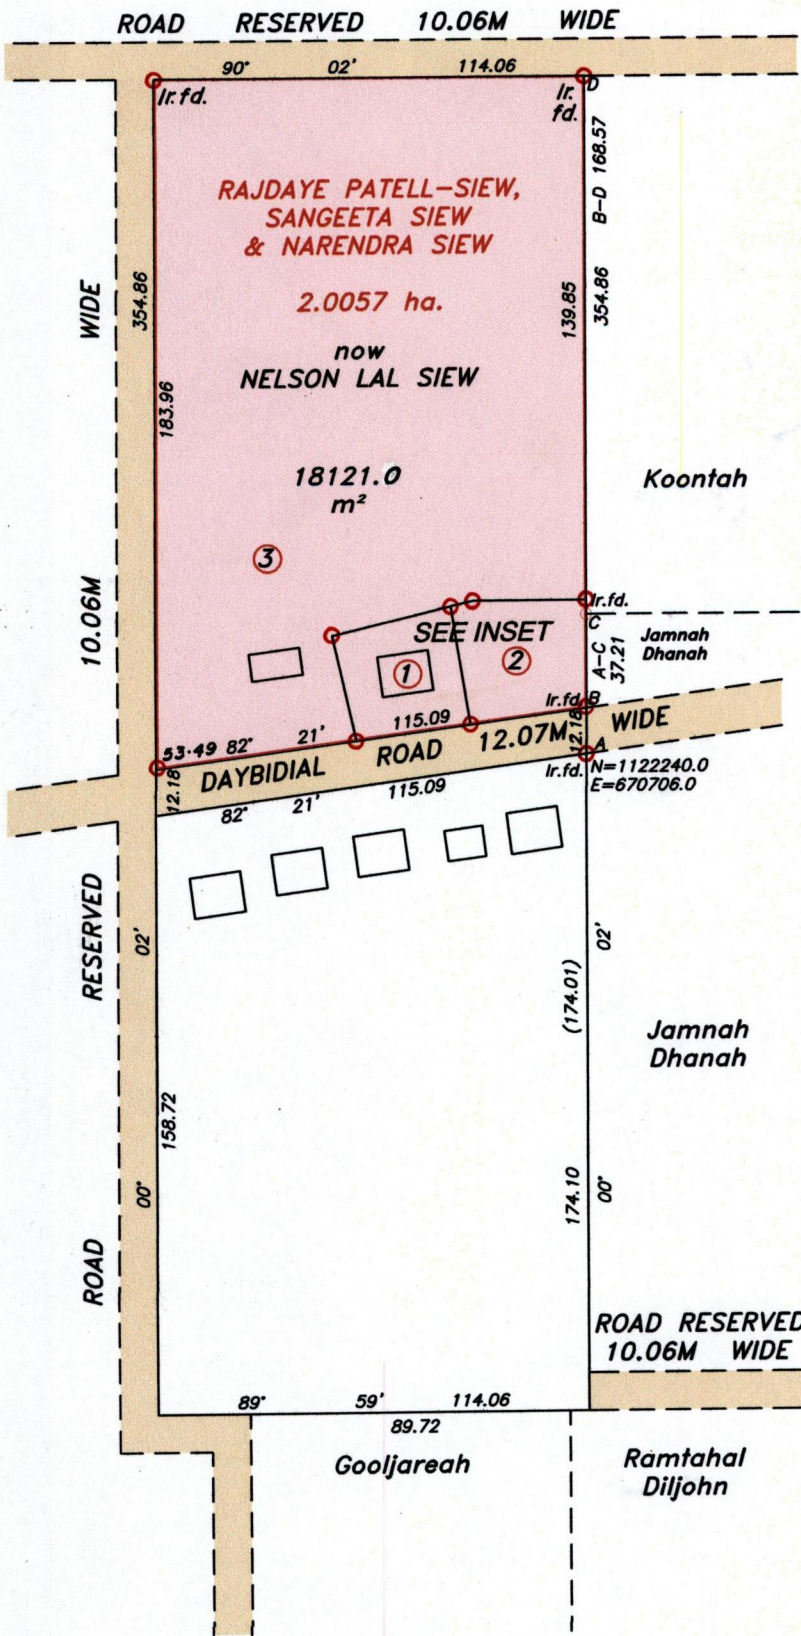 ROAD RESERVED 10.06M WIDE
90° 02' 114.06
Ir.fd.
Ir.
fd.
D
B-D 168.57
RAJDAYE PATELL-SIEW,
SANGEETA SIEW
& NARENDRA SIEW
2.0057 ha.
now
NELSON LAL SIEW
354.86
183.96
139.85
354.86
18121.0
m²
Koontah
3
10.06M WIDE
Ir.fd.
C
SEE INSET
1
2
A-C
37.21
Jamnah
Dhanah
Ir.fd.
B
53.49 82° 21' 115.09
12.18
12.18
DAYBIDIAL ROAD 12.07M WIDE
A
Ir.fd.
N=1122240.0
E=670706.0
82° 21' 115.09
ROAD RESERVED
02'
158.72
00°
02'
(174.01)
174.10
00°
Jamnah
Dhanah
ROAD RESERVED
10.06M WIDE
89° 59' 114.06
89.72
Gooljareah
Ramtahal
Diljohn